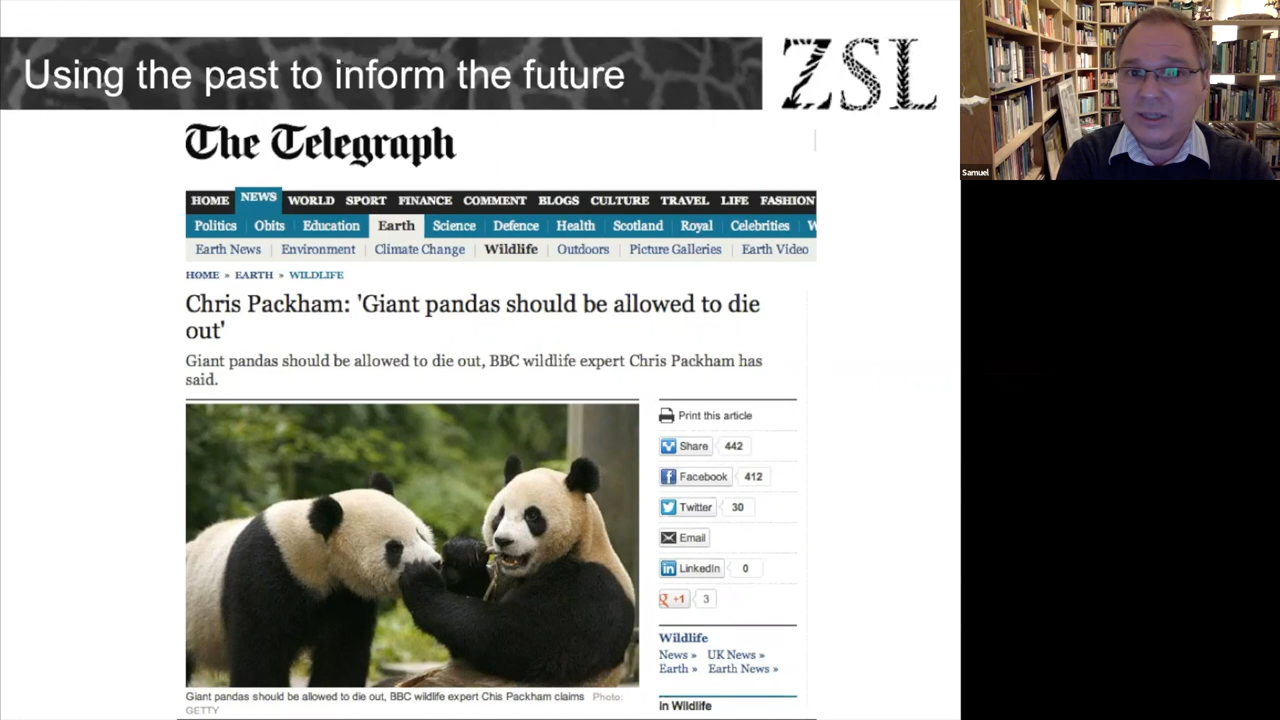 Using the past to inform the future
ZSL
Samuel
The Telegraph
HOME NEWS WORLD SPORT FINANCE COMMENT BLOGS CULTURE TRAVEL LIFE FASHION
Politics Obits Education Earth Science Defence Health Scotland Royal Celebrities W
Earth News Environment Climate Change Wildlife Outdoors Picture Galleries Earth Video
HOME » EARTH » WILDLIFE
Chris Packham: 'Giant pandas should be allowed to die
out'
Giant pandas should be allowed to die out, BBC wildlife expert Chris Packham has
said.
Print this article
Share 442
Facebook 412
Twitter 30
Email
in LinkedIn 0
g +1 3
Wildlife
News » UK News »
Earth » Earth News »
In Wildlife
Giant pandas should be allowed to die out, BBC wildlife expert Chis Packham claims Photo:
GETTY